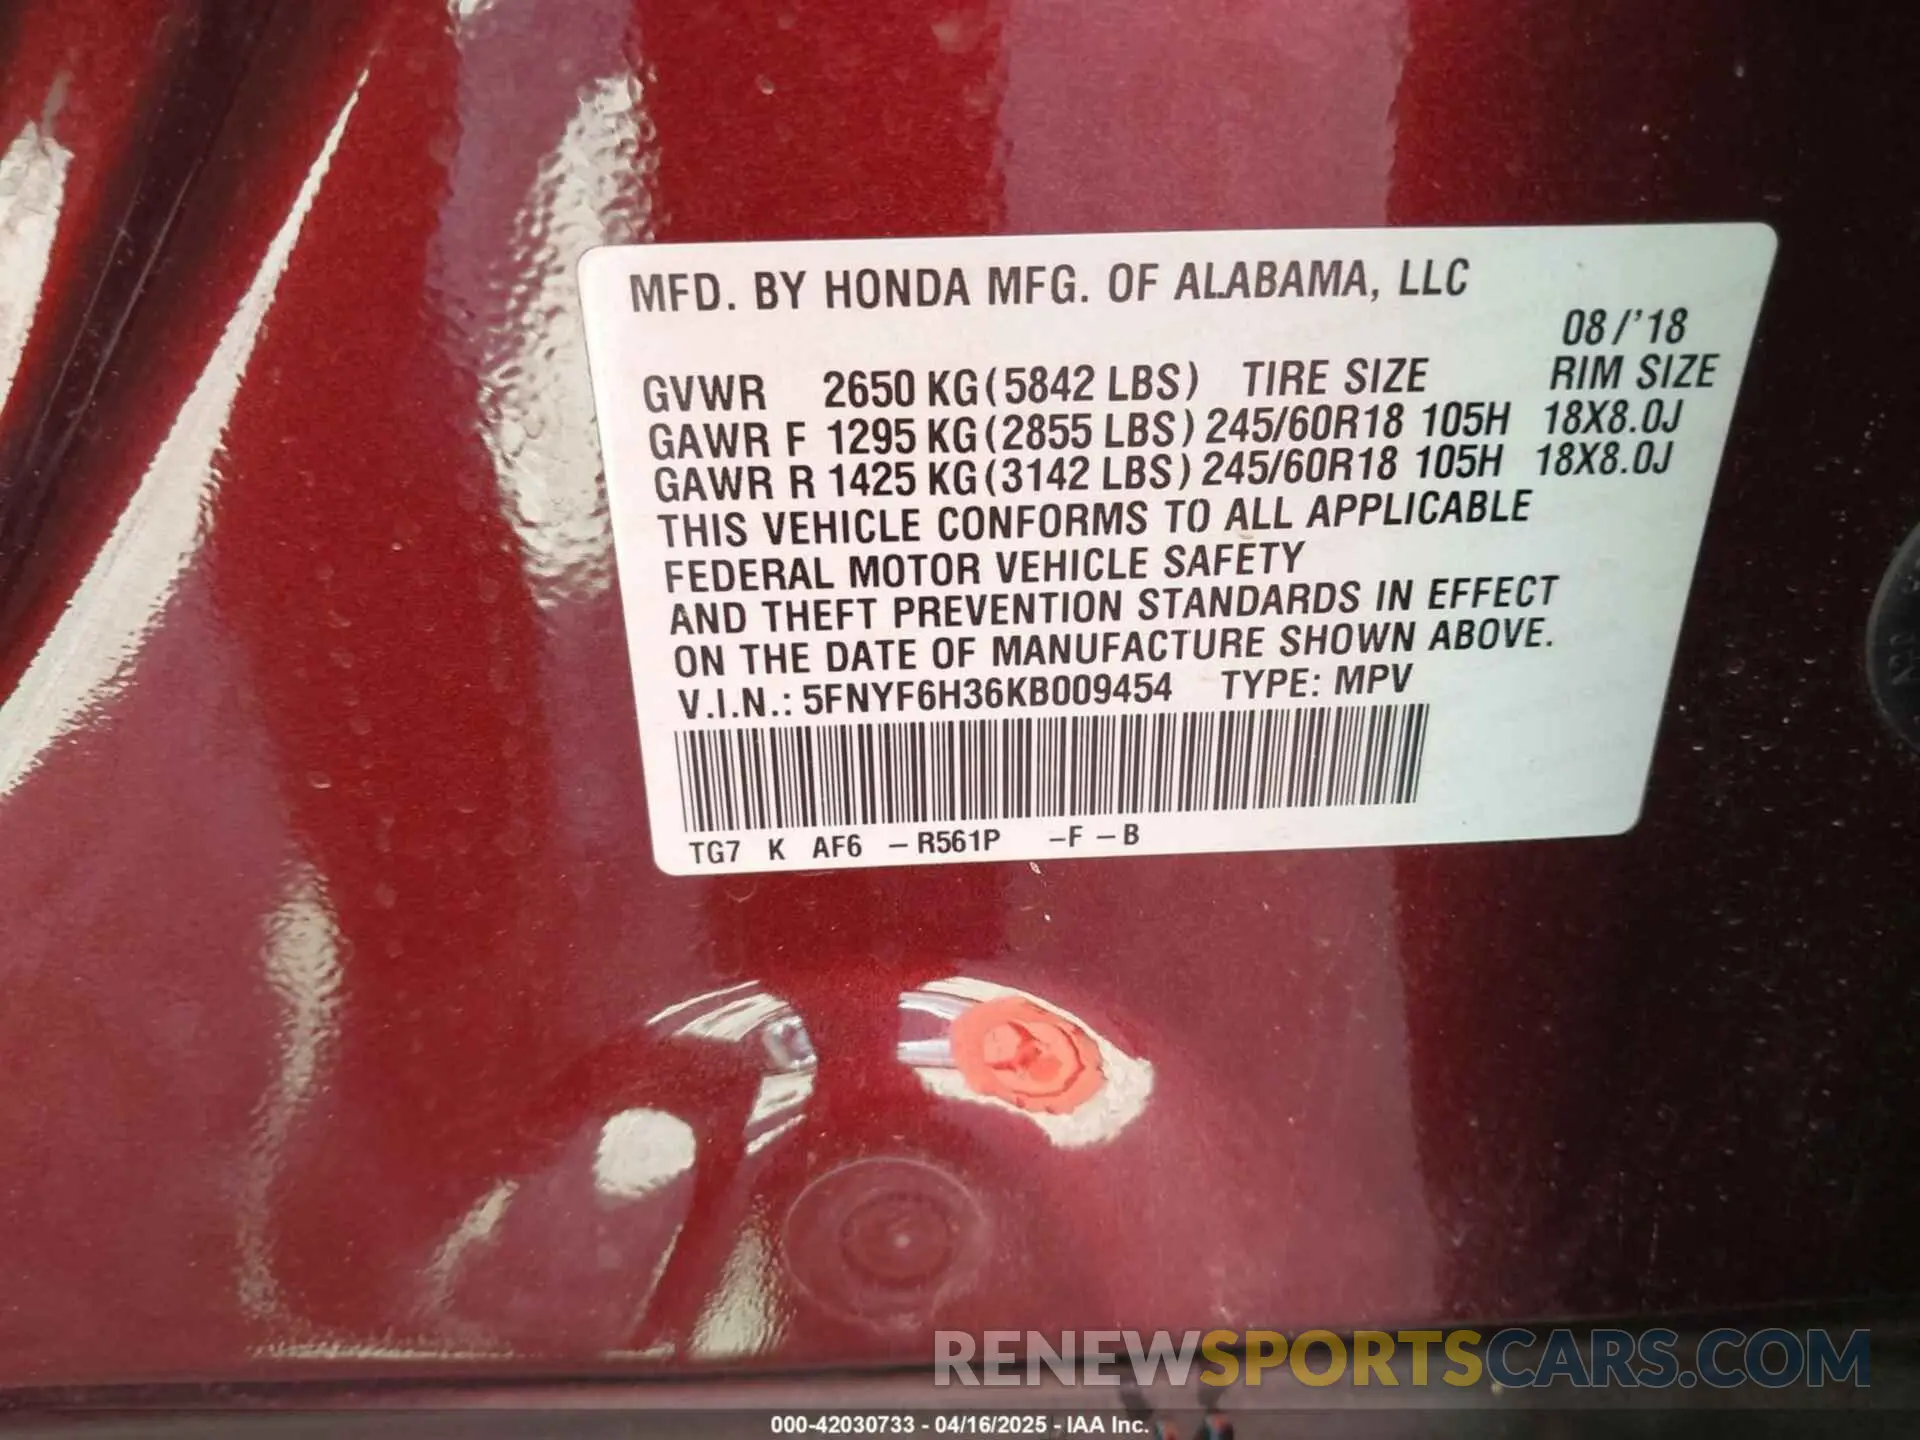 MFD. BY HONDA MFG. OF ALABAMA, LLC
08/'18
GVWR 2650 KG (5842 LBS) TIRE SIZE RIM SIZE
GAWR F 1295 KG (2855 LBS) 245/60R18 105H 18X8.0J
GAWR R 1425 KG (3142 LBS) 245/60R18 105H 18X8.0J
THIS VEHICLE CONFORMS TO ALL APPLICABLE
FEDERAL MOTOR VEHICLE SAFETY
AND THEFT PREVENTION STANDARDS IN EFFECT
ON THE DATE OF MANUFACTURE SHOWN ABOVE.
V.I.N.: 5FNYF6H36KB009454 TYPE: MPV
TG7 K AF6 – R561P –F – B
RENEWSPORTSCARS.COM
000-42030733 - 04/16/2025 - IAA Inc.